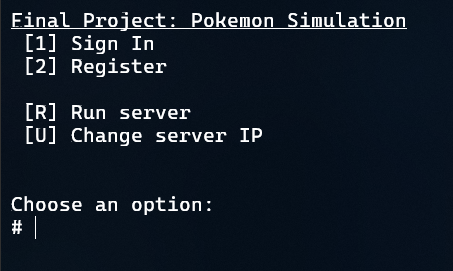 Final Project: Pokemon Simulation
[1] Sign In
[2] Register
[R] Run server
[U] Change server IP
Choose an option:
#